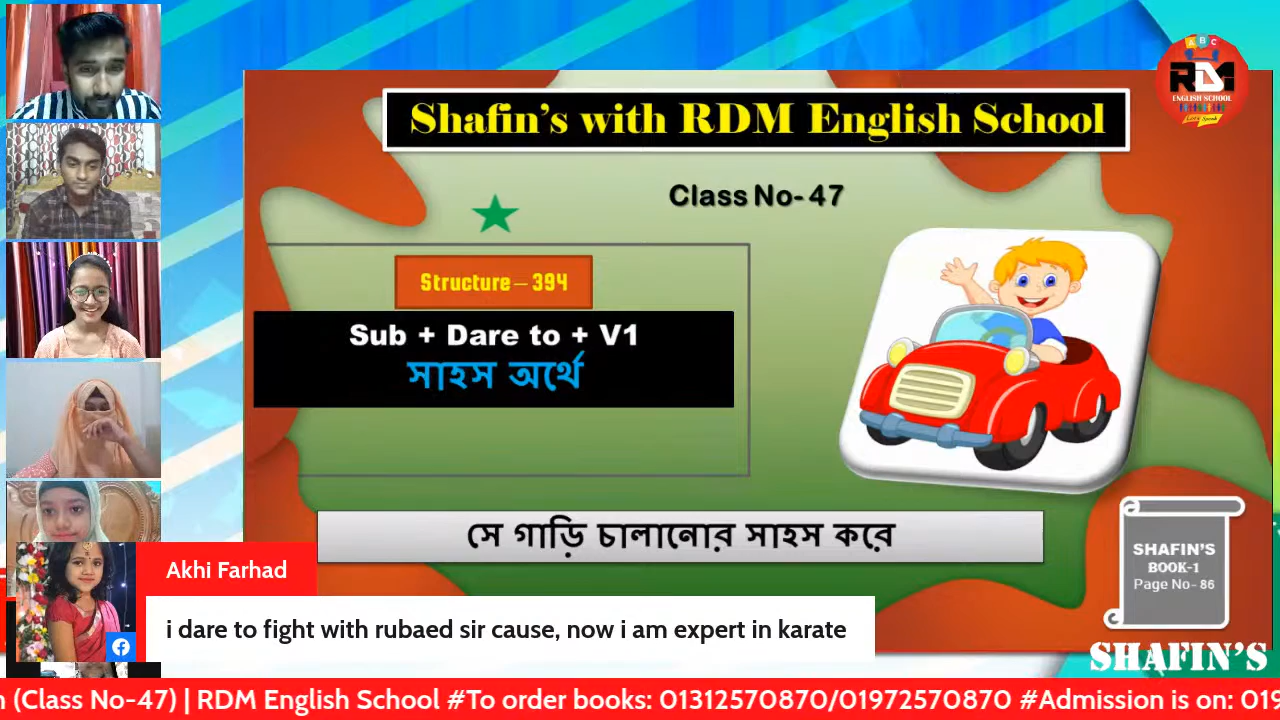 A B C
RDM
ENGLISH SCHOOL
Let's Speak
Shafin's with RDM English School
Class No- 47
Structure – 394
Sub + Dare to + V1
সাহস অর্থে
সে গাড়ি চালানোর সাহস করে
SHAFIN'S
BOOK-1
Page No- 86
Akhi Farhad
i dare to fight with rubaed sir cause, now i am expert in karate
SHAFIN'S
(Class No-47) | RDM English School #To order books: 01312570870/01972570870 #Admission is on: 019